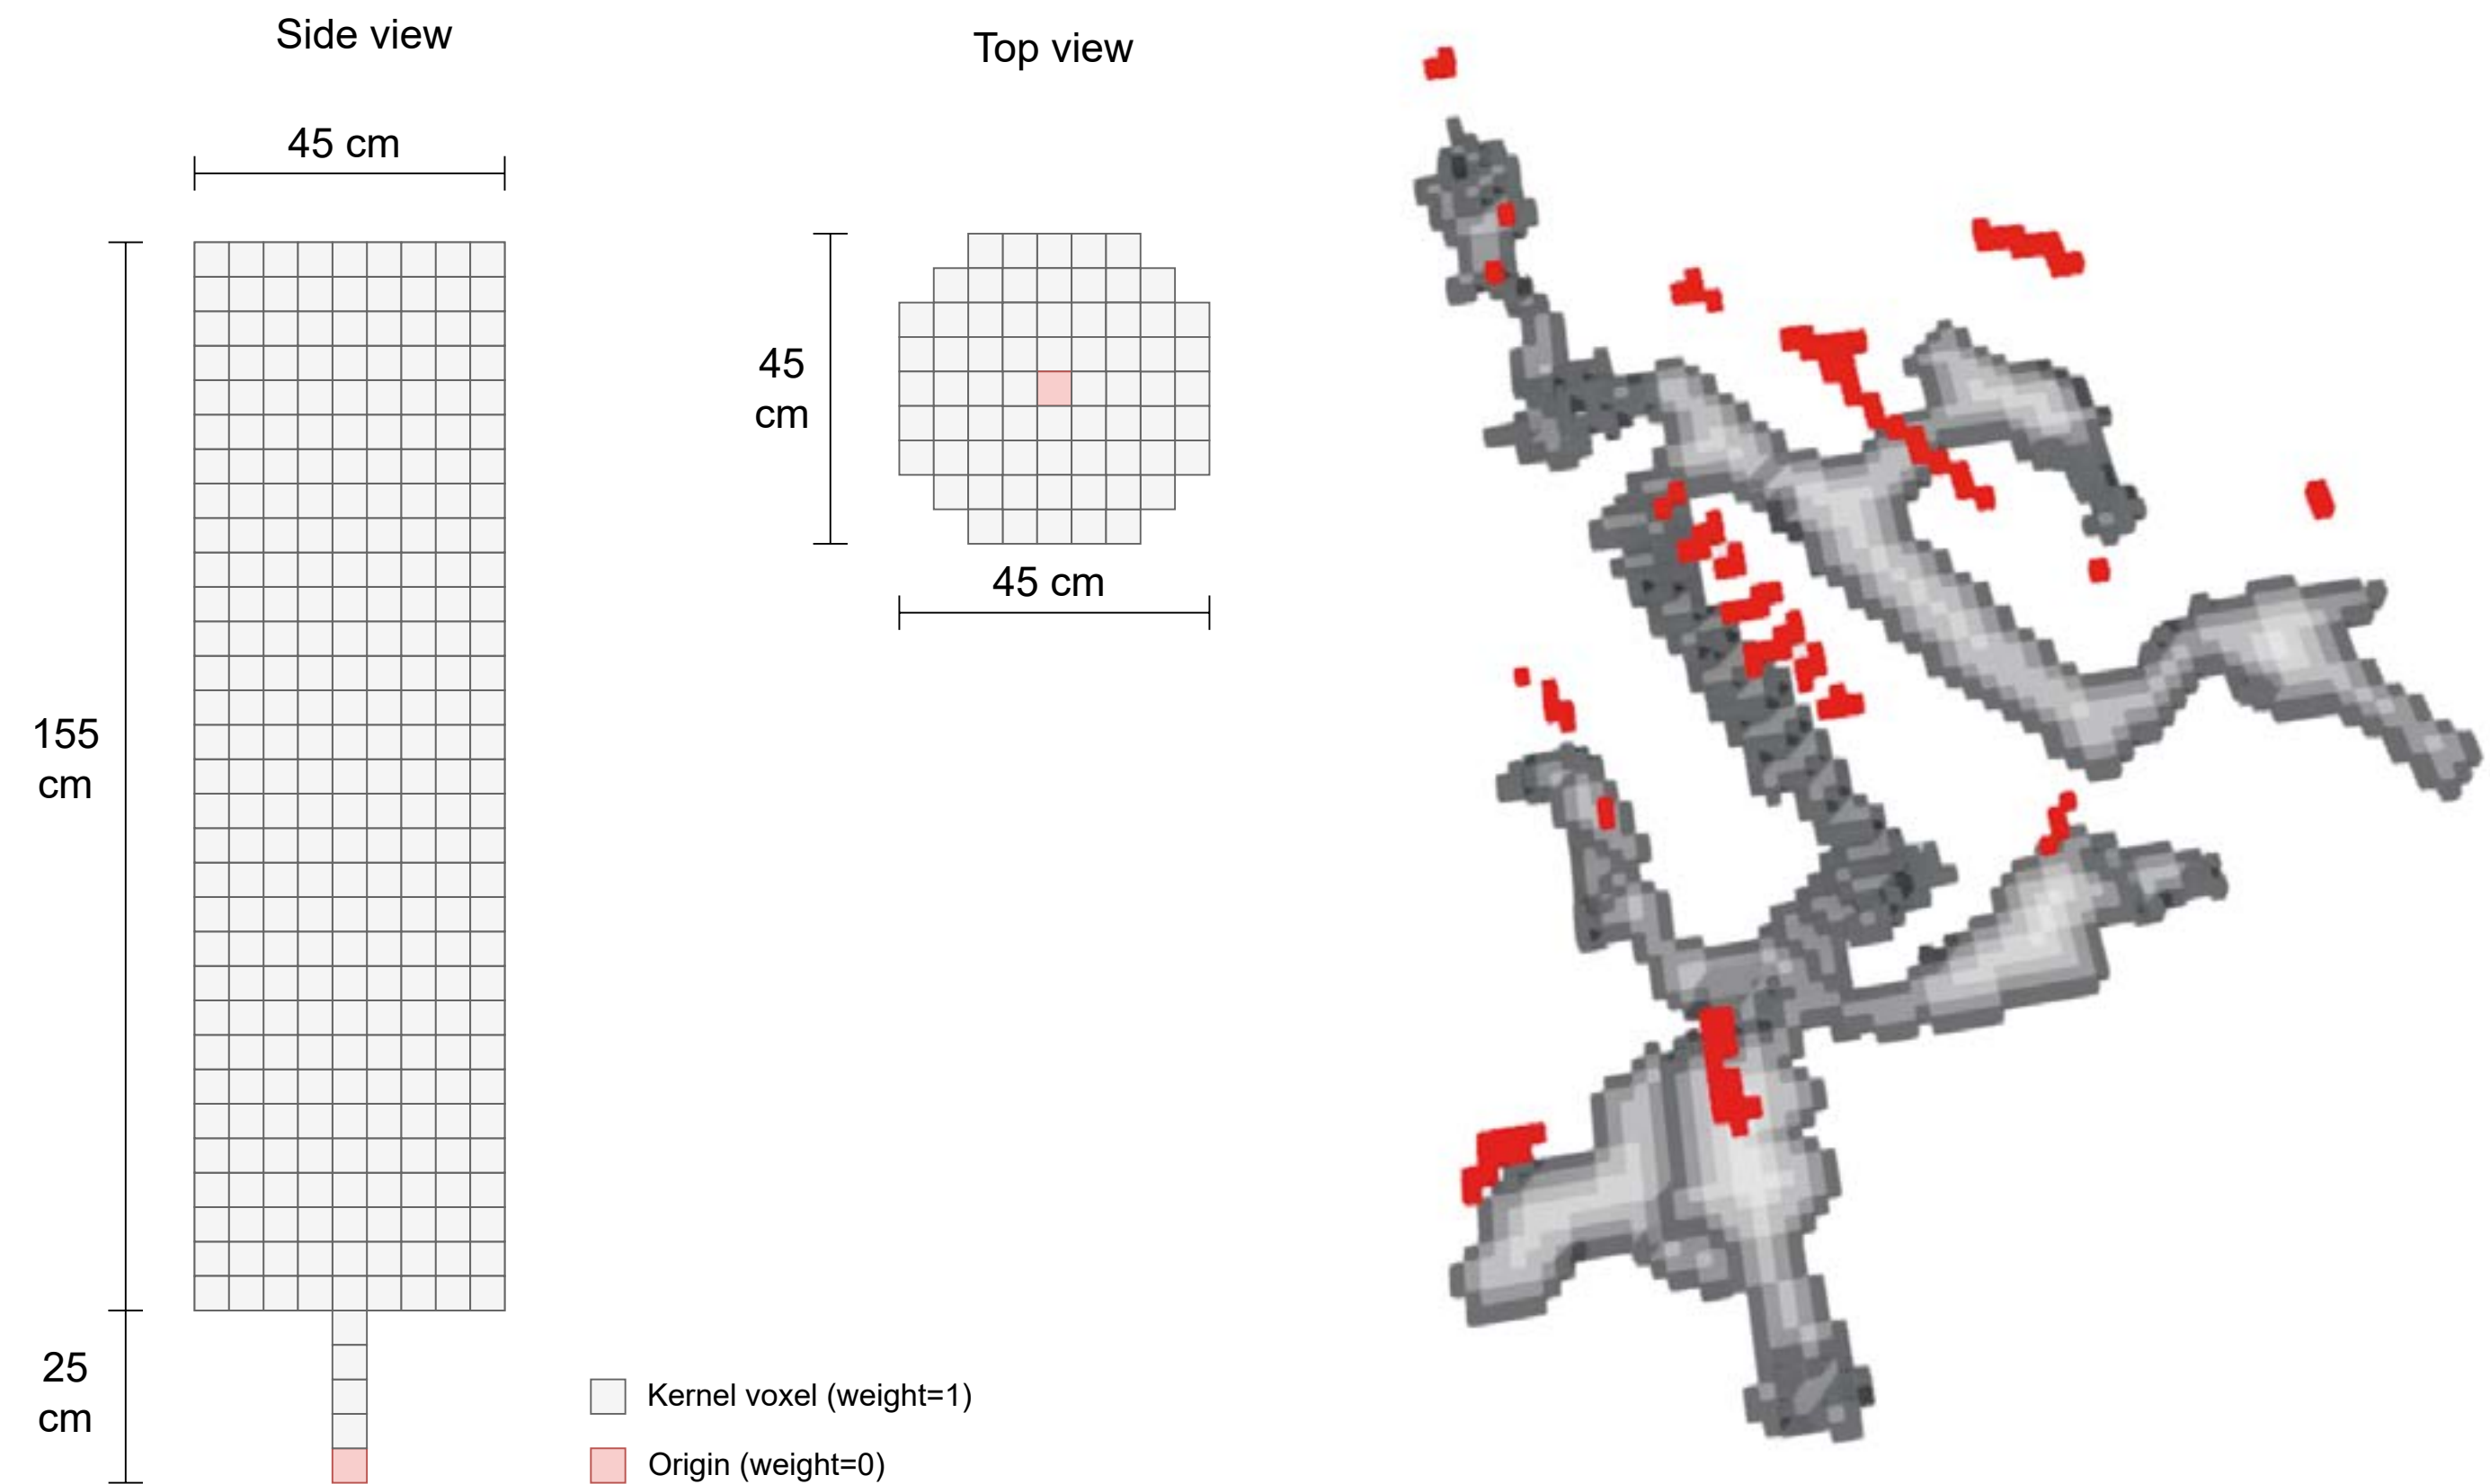 Side view
Top view
45 cm
45
cm
45 cm
155
cm
25
cm
Kernel voxel (weight=1)
Origin (weight=0)